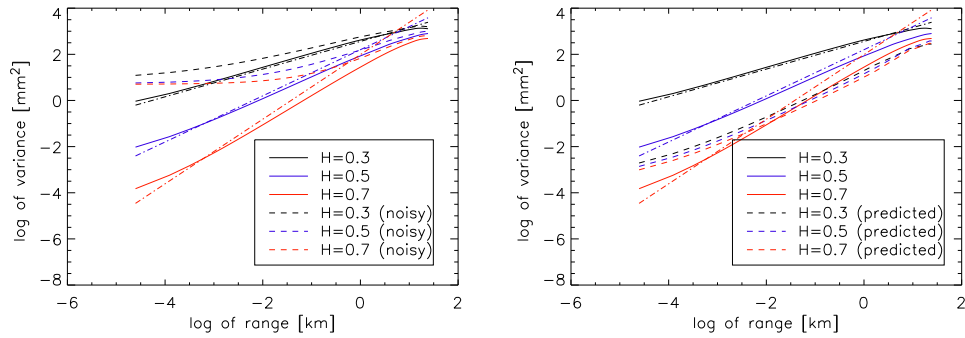 4
2
0
−2
−4
−6
−8
log of variance [mm²]
H=0.3
H=0.5
H=0.7
H=0.3 (noisy)
H=0.5 (noisy)
H=0.7 (noisy)
−6
−4
−2
0
2
log of range [km]
4
2
0
−2
−4
−6
−8
log of variance [mm²]
H=0.3
H=0.5
H=0.7
H=0.3 (predicted)
H=0.5 (predicted)
H=0.7 (predicted)
−6
−4
−2
0
2
log of range [km]